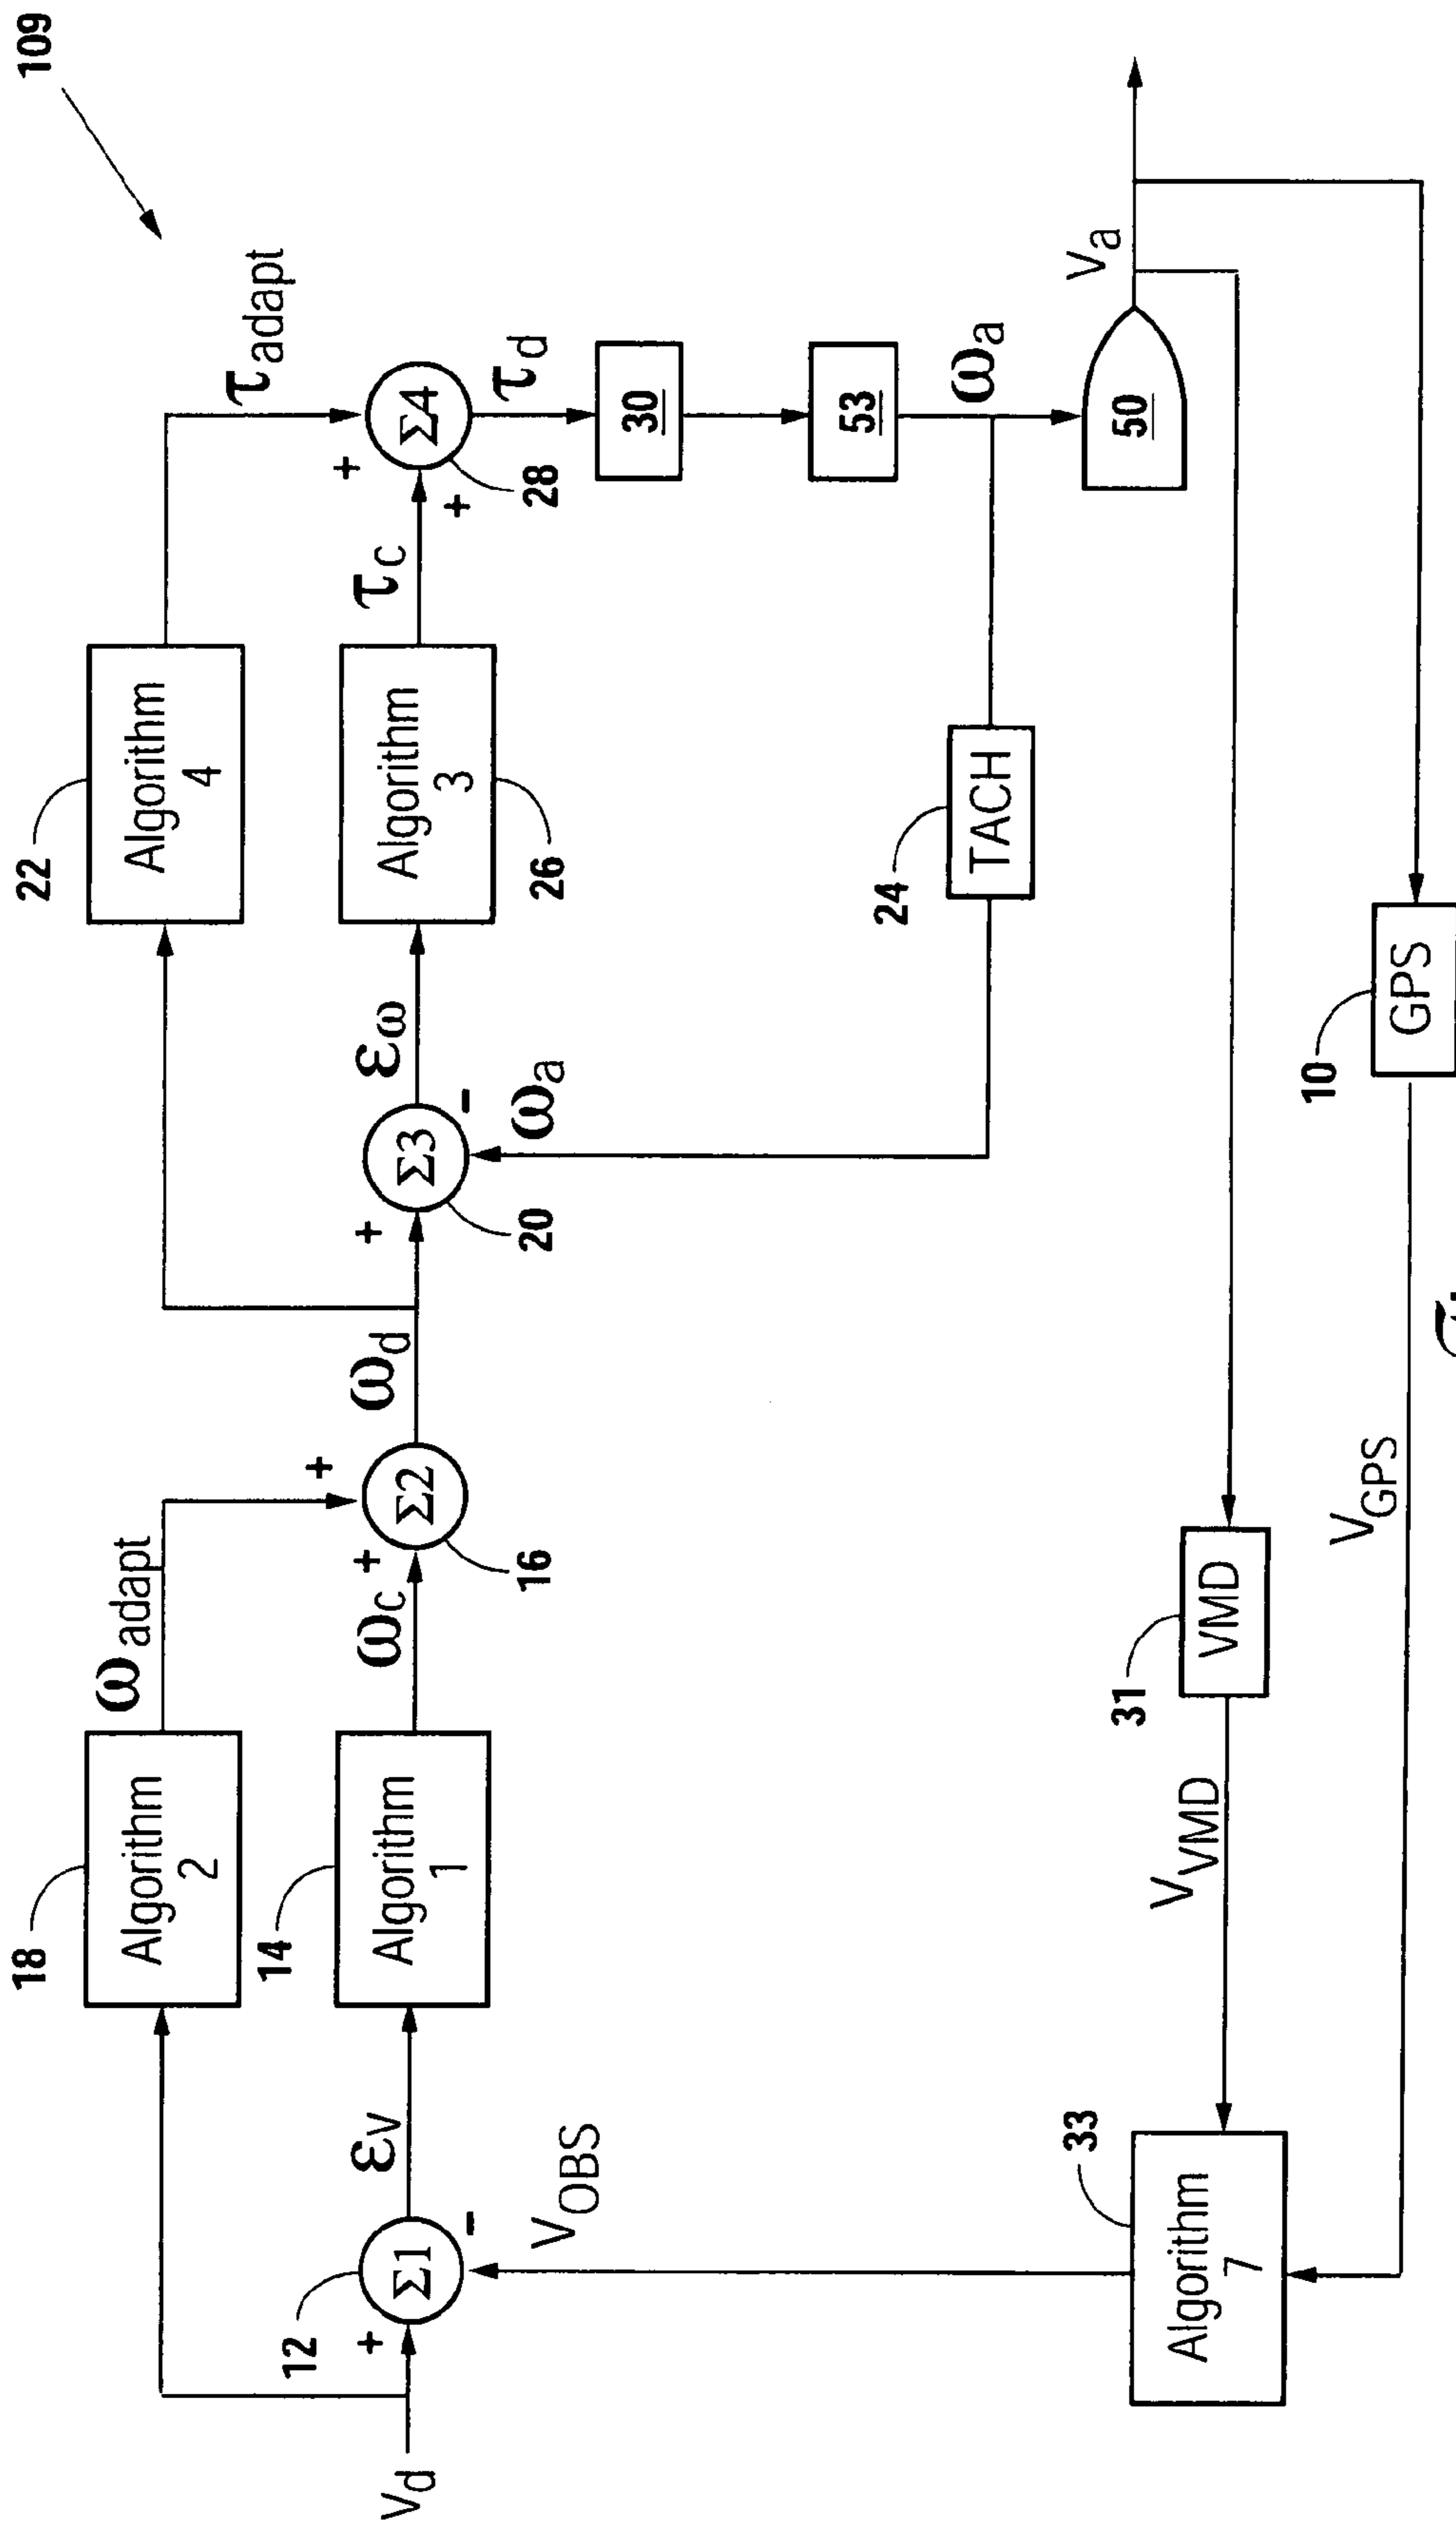 109
22
Algorithm
4
τadapt
18
Algorithm
2
ωadapt
+
+
Vd
+
12
Σ1
-
εV
14
Algorithm
1
ωc
+
Σ2
16
ωd
+
Σ3
20
-
εω
26
Algorithm
3
τc
+
Σ4
28
τd
30
53
ωa
ωa
24
TACH
50
Va
VOBS
33
Algorithm
7
VVMD
31
VMD
VGPS
10
GPS